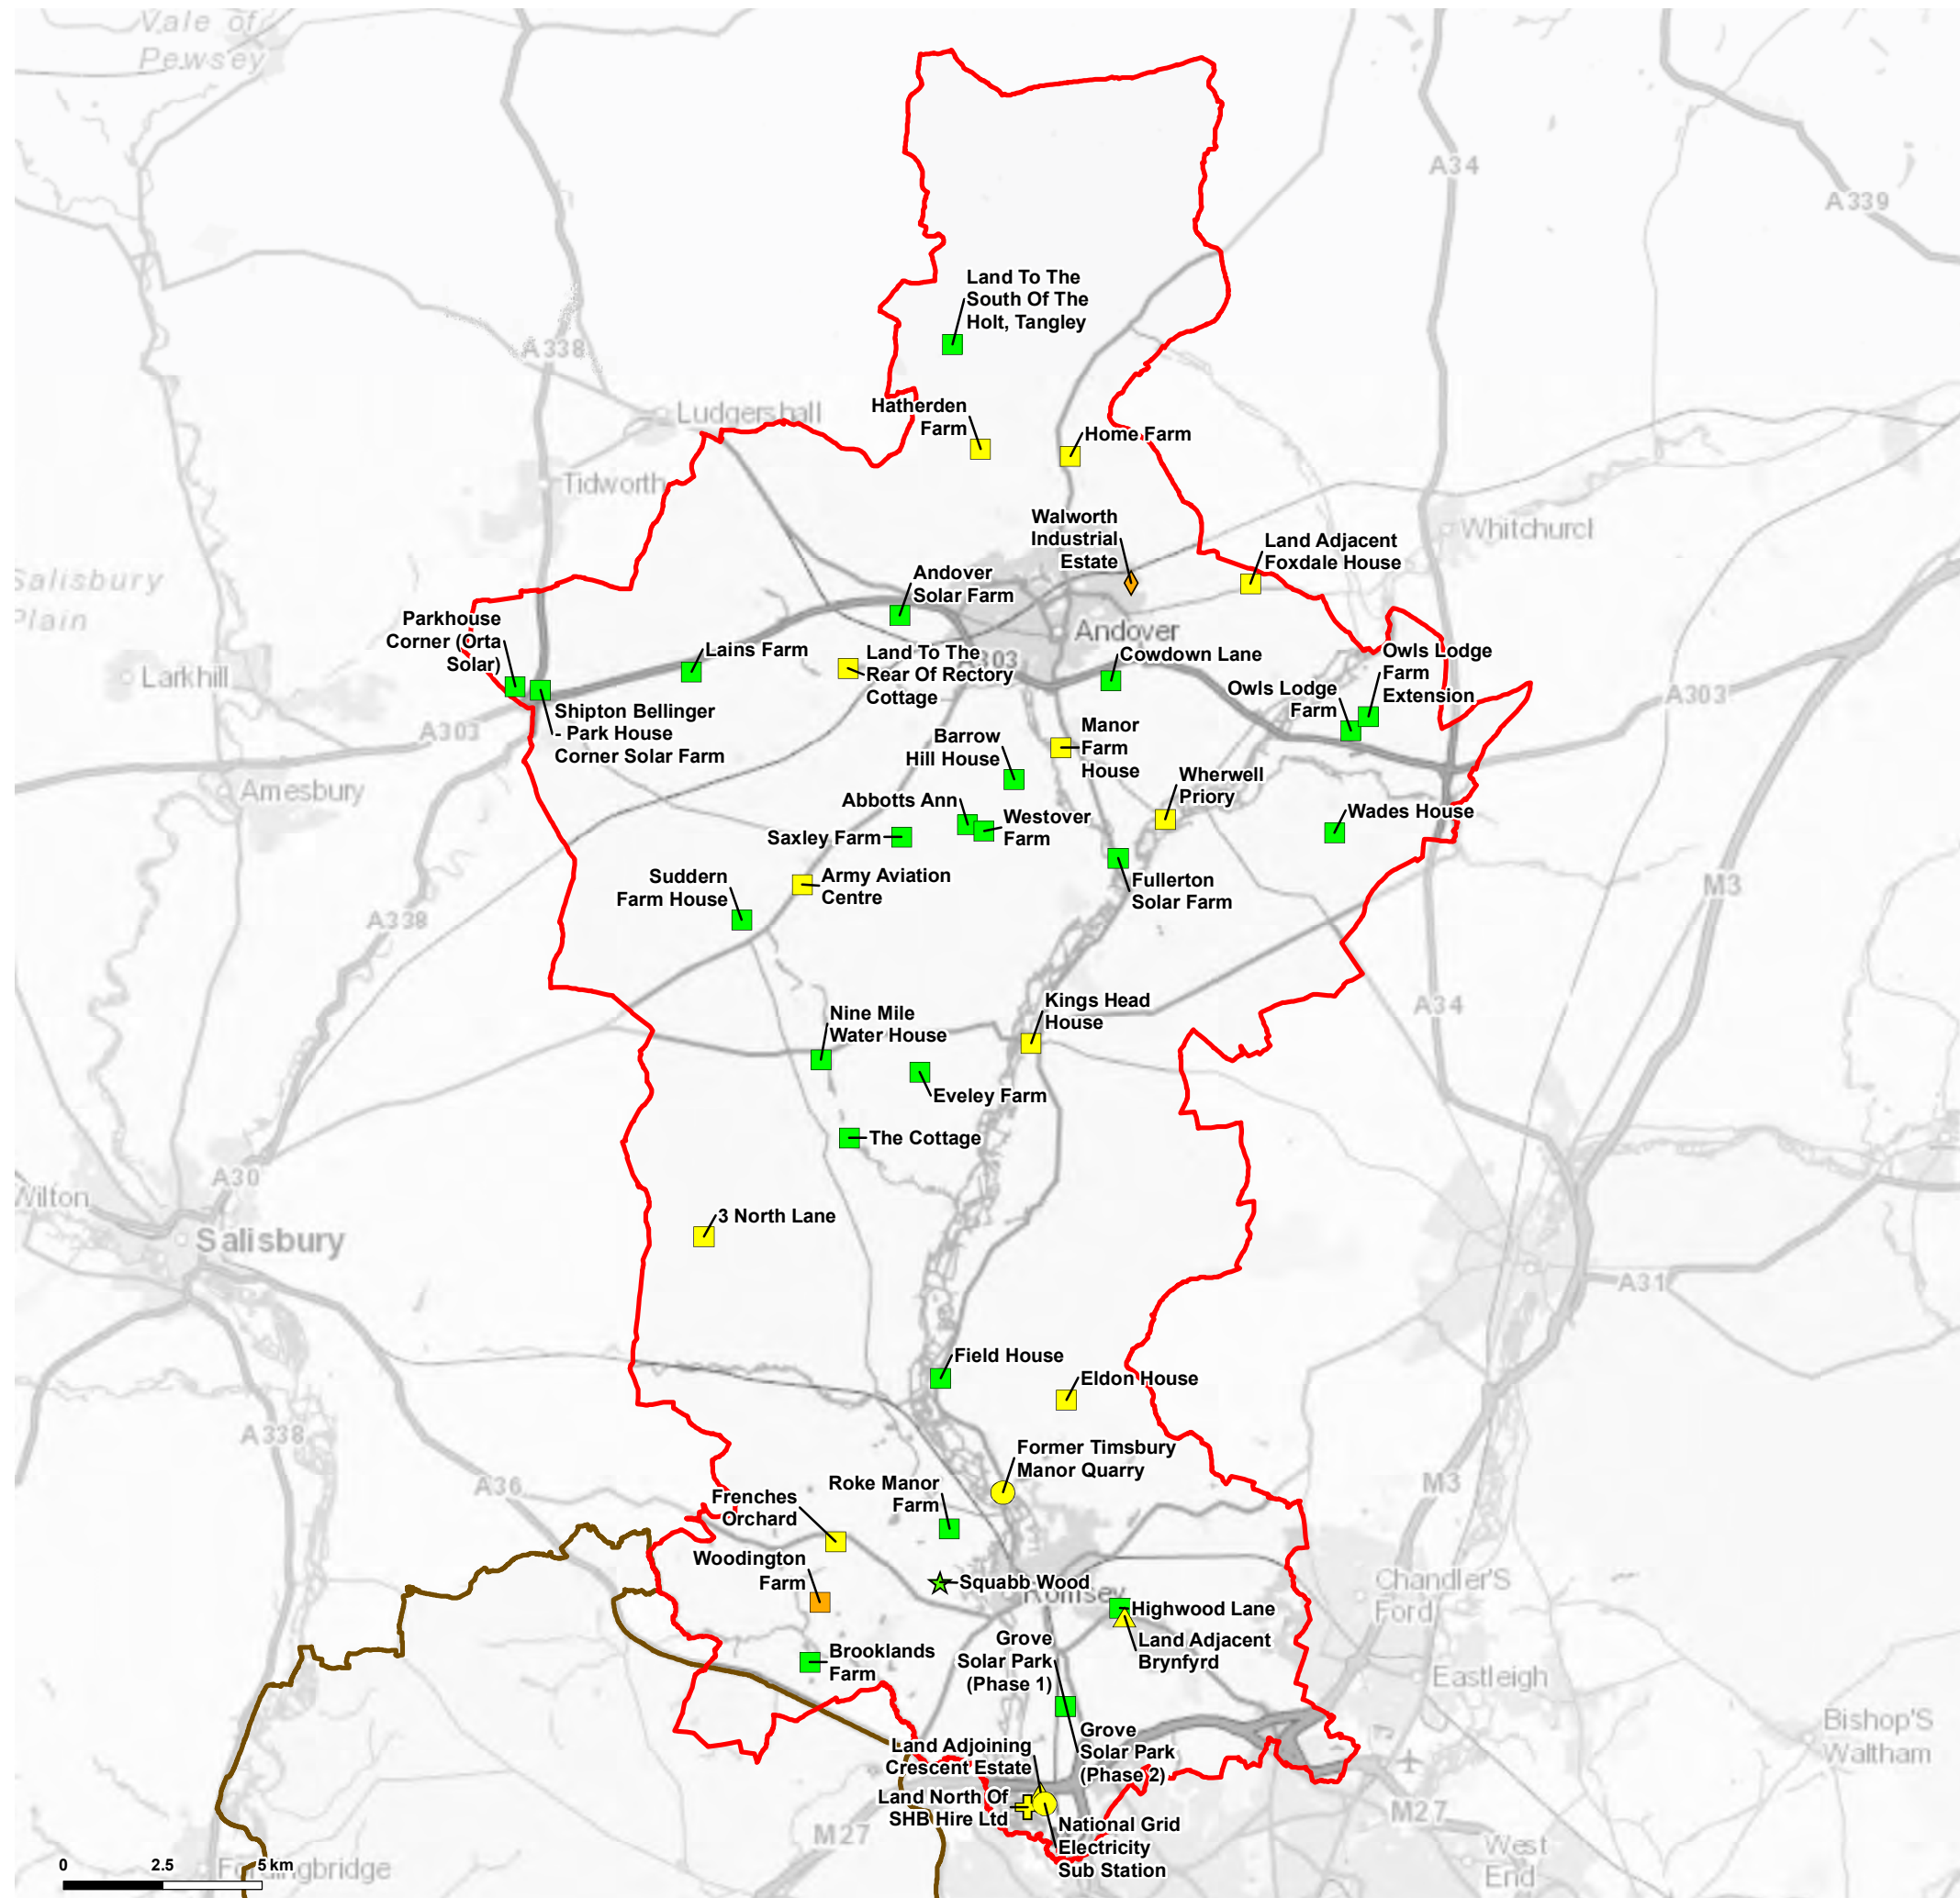 Vale of
Pewsey
A34
A339
Land To The
South Of The
Holt, Tangley
A338
Ludgershall
Hatherden
Farm
Home Farm
Tidworth
Walworth
Industrial
Estate
Whitchurch
Land Adjacent
Foxdale House
Salisbury
Plain
Andover
Solar Farm
Parkhouse
Corner (Orta
Solar)
Andover
Lains Farm
Land To The
Rear Of Rectory
Cottage
A303
Cowdown Lane
Owls Lodge
Farm
Extension
Larkhill
Owls Lodge
Farm
A303
Shipton Bellinger
- Park House
Corner Solar Farm
A303
Manor
Farm
House
Barrow
Hill House
Amesbury
Wherwell
Priory
Abbotts Ann
Westover
Farm
Wades House
Saxley Farm
Suddern
Farm House
Army Aviation
Centre
Fullerton
Solar Farm
M3
A338
Kings Head
House
A34
Nine Mile
Water House
Eveley Farm
The Cottage
A30
Wilton
3 North Lane
Salisbury
A31
Field House
Eldon House
A338
Former Timsbury
Manor Quarry
M3
A36
Roke Manor
Farm
Frenches
Orchard
Woodington
Farm
Squabb Wood
Romsey
Chandler'S
Ford
Highwood Lane
Land Adjacent
Brynfyrd
Grove
Solar Park
(Phase 1)
Brooklands
Farm
Eastleigh
Bishop'S
Waltham
Grove
Solar Park
(Phase 2)
Land Adjoining
Crescent Estate
Land North Of
SHB Hire Ltd
M27
M27
National Grid
Electricity
Sub Station
West
End
Fordingbridge
0 2.5 5 km